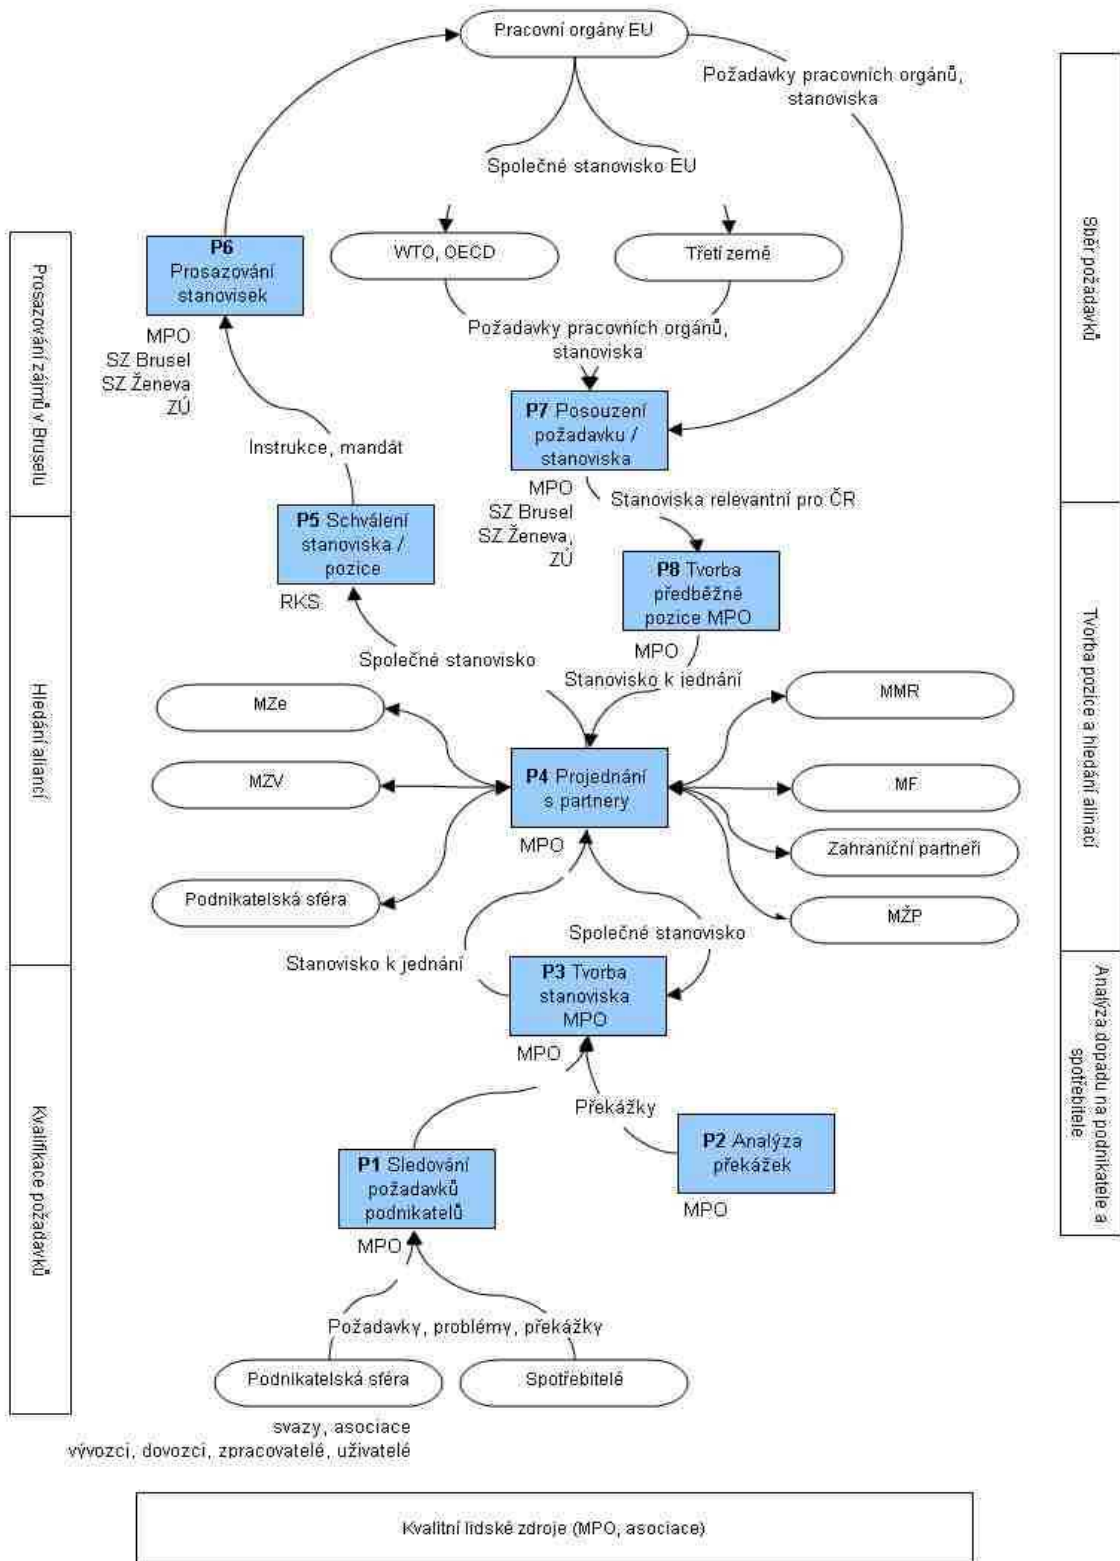 Pracovní orgány EU
Požadavky pracovních orgánů,
stanoviska
Společné stanovisko EU
WTO, OECD
Třetí země
P6
Prosazování
stanovisek
MPO
SZ Brusel
SZ Ženeva
ZÚ
Požadavky pracovních orgánů,
stanoviska
P7 Posouzení
požadavku /
stanoviska
MPO
SZ Brusel
SZ Ženeva,
ZÚ
Instrukce, mandát
Stanoviska relevantní pro ČR
P5 Schválení
stanoviska /
pozice
RKS
P8 Tvorba
předběžné
pozice MPO
MPO
Společné stanovisko
Stanovisko k jednání
MZe
MMR
MZV
P4 Projednání
s partnery
MPO
MF
Zahraniční partneři
Podnikatelská sféra
MŽP
Společné stanovisko
Stanovisko k jednání
P3 Tvorba
stanoviska
MPO
MPO
Překážky
P2 Analýza
překážek
MPO
P1 Sledování
požadavků
podnikatelů
MPO
Požadavky, problémy, překážky
Podnikatelská sféra
Spotřebitelé
svazy, asociace
vývozci, dovozci, zpracovatelé, uživatelé
Prosazování zájmů v Bruselu
Hledání aliancí
Kvalifikace požadavků
Sběr požadavků
Tvorba pozice a hledání alinací
Analýza dopadu na podnikatele a
spotřebitele
Kvalitní lidské zdroje (MPO, asociace)